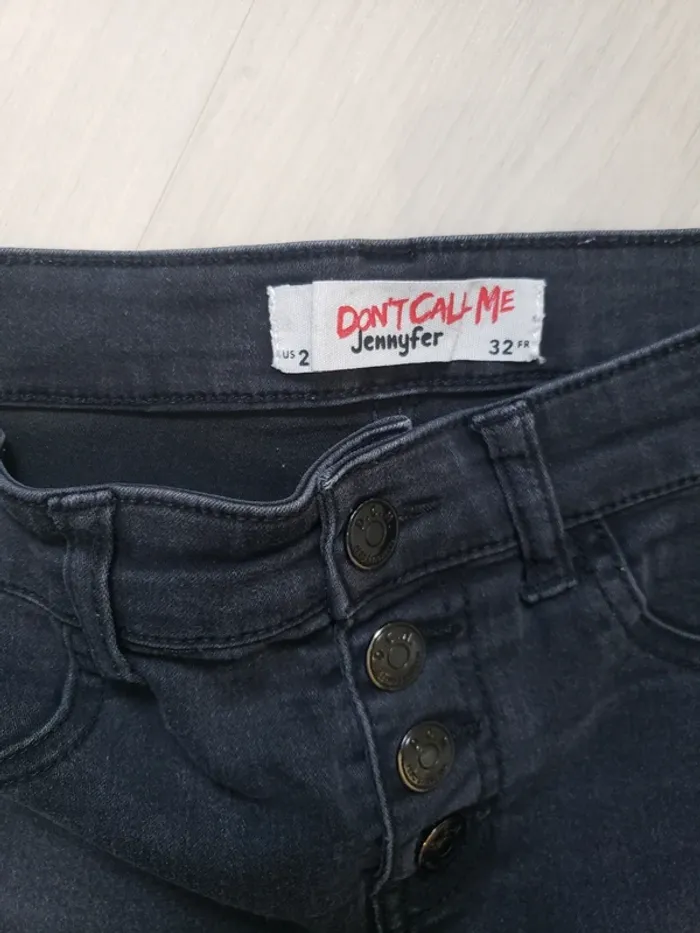 DON'T CALL ME
Jennyfer
US 2
32 FR